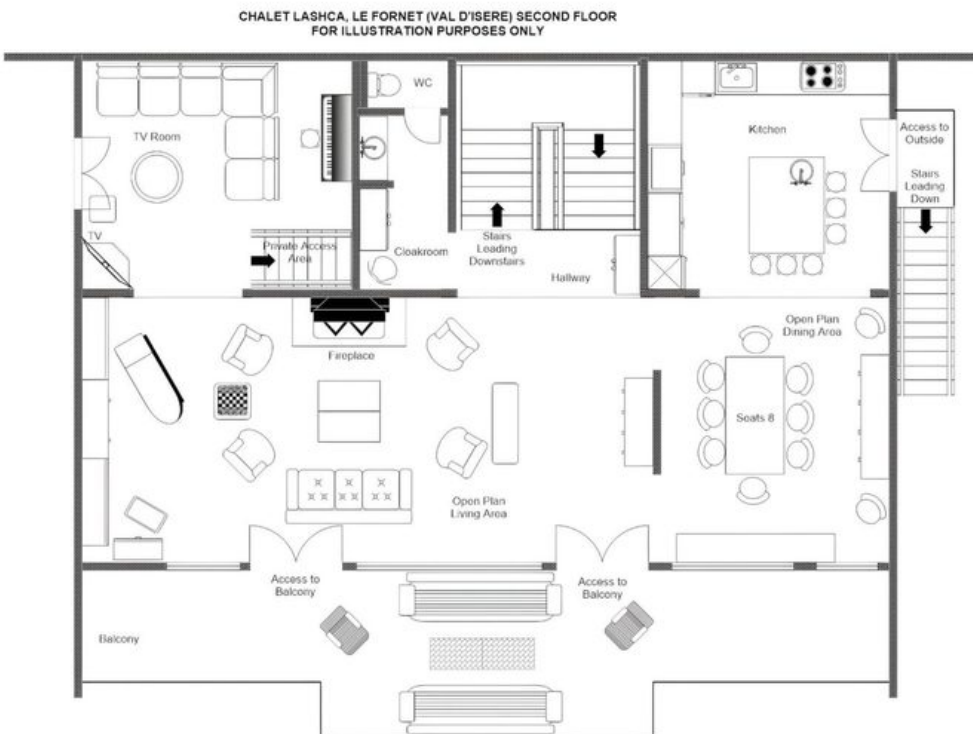 CHALET LASHCA, LE FORNET (VAL D'ISERE) SECOND FLOOR
FOR ILLUSTRATION PURPOSES ONLY
WC
TV Room
Kitchen
Access to
Outside
Stairs
Leading
Down
TV
Private Access
Area
Cloakroom
Stairs
Leading
Downstairs
Hallway
Fireplace
Open Plan
Dining Area
Seats 8
Open Plan
Living Area
Access to
Balcony
Access to
Balcony
Balcony